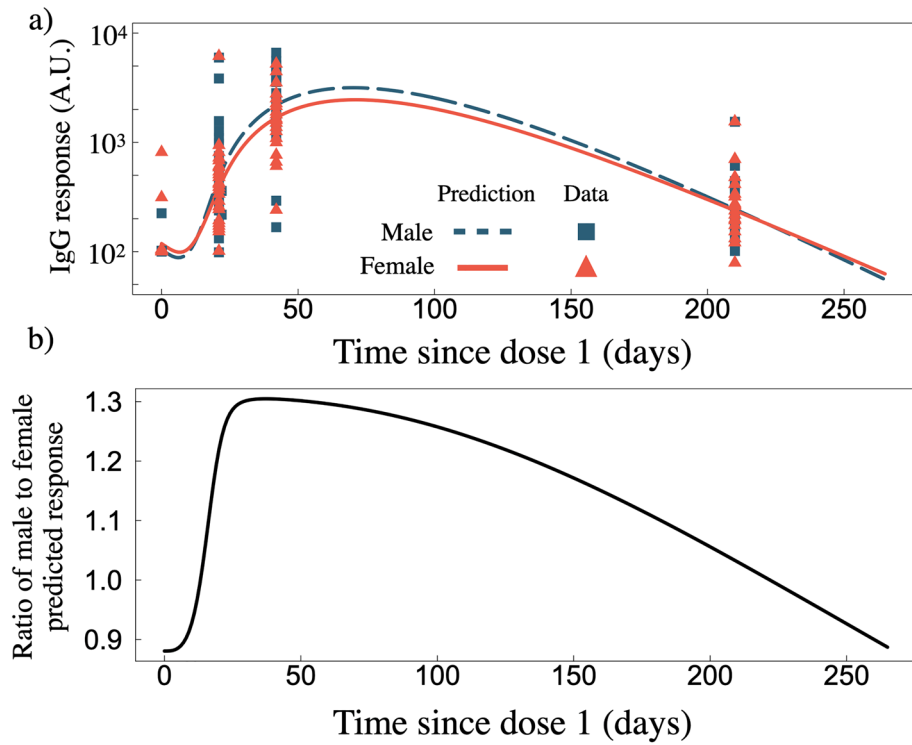 a)
IgG response (A.U.)
10⁴
10³
10²
Prediction Data
Male
Female
0 50 100 150 200 250
Time since dose 1 (days)
b)
Ratio of male to female
predicted response
1.3
1.2
1.1
1.0
0.9
0 50 100 150 200 250
Time since dose 1 (days)